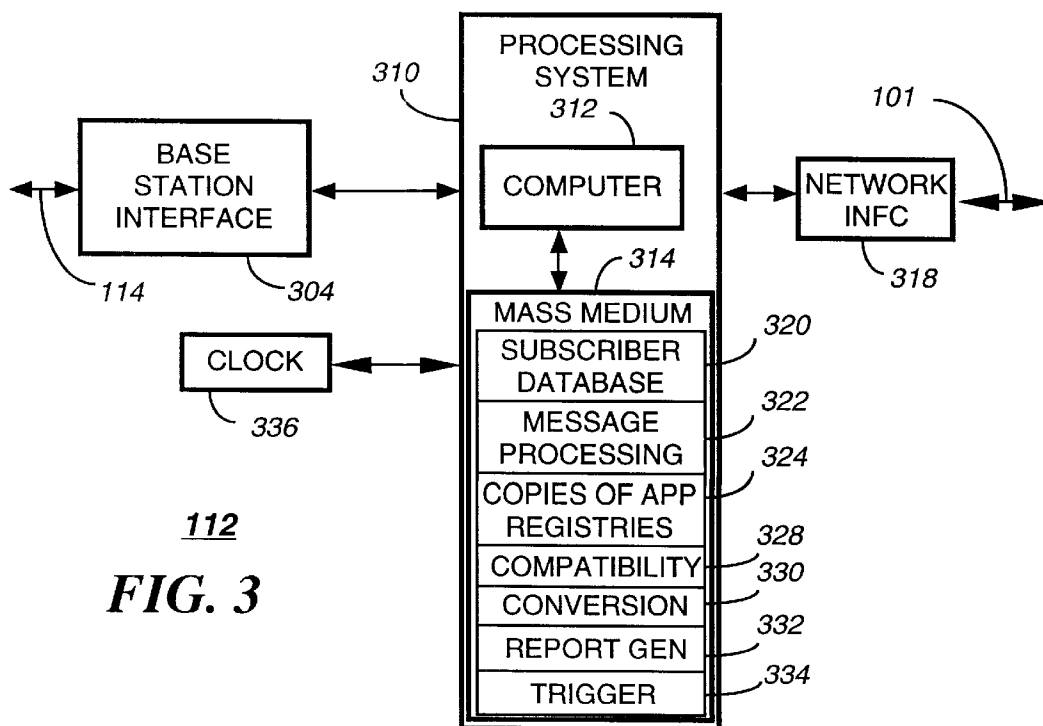 PROCESSING
SYSTEM
310
312
101
BASE
STATION
INTERFACE
COMPUTER
NETWORK
INFC
114
304
314
318
MASS MEDIUM
320
CLOCK
SUBSCRIBER
DATABASE
336
322
MESSAGE
PROCESSING
324
COPIES OF APP
REGISTRIES
112
328
COMPATIBILITY
FIG. 3
330
CONVERSION
332
REPORT GEN
334
TRIGGER